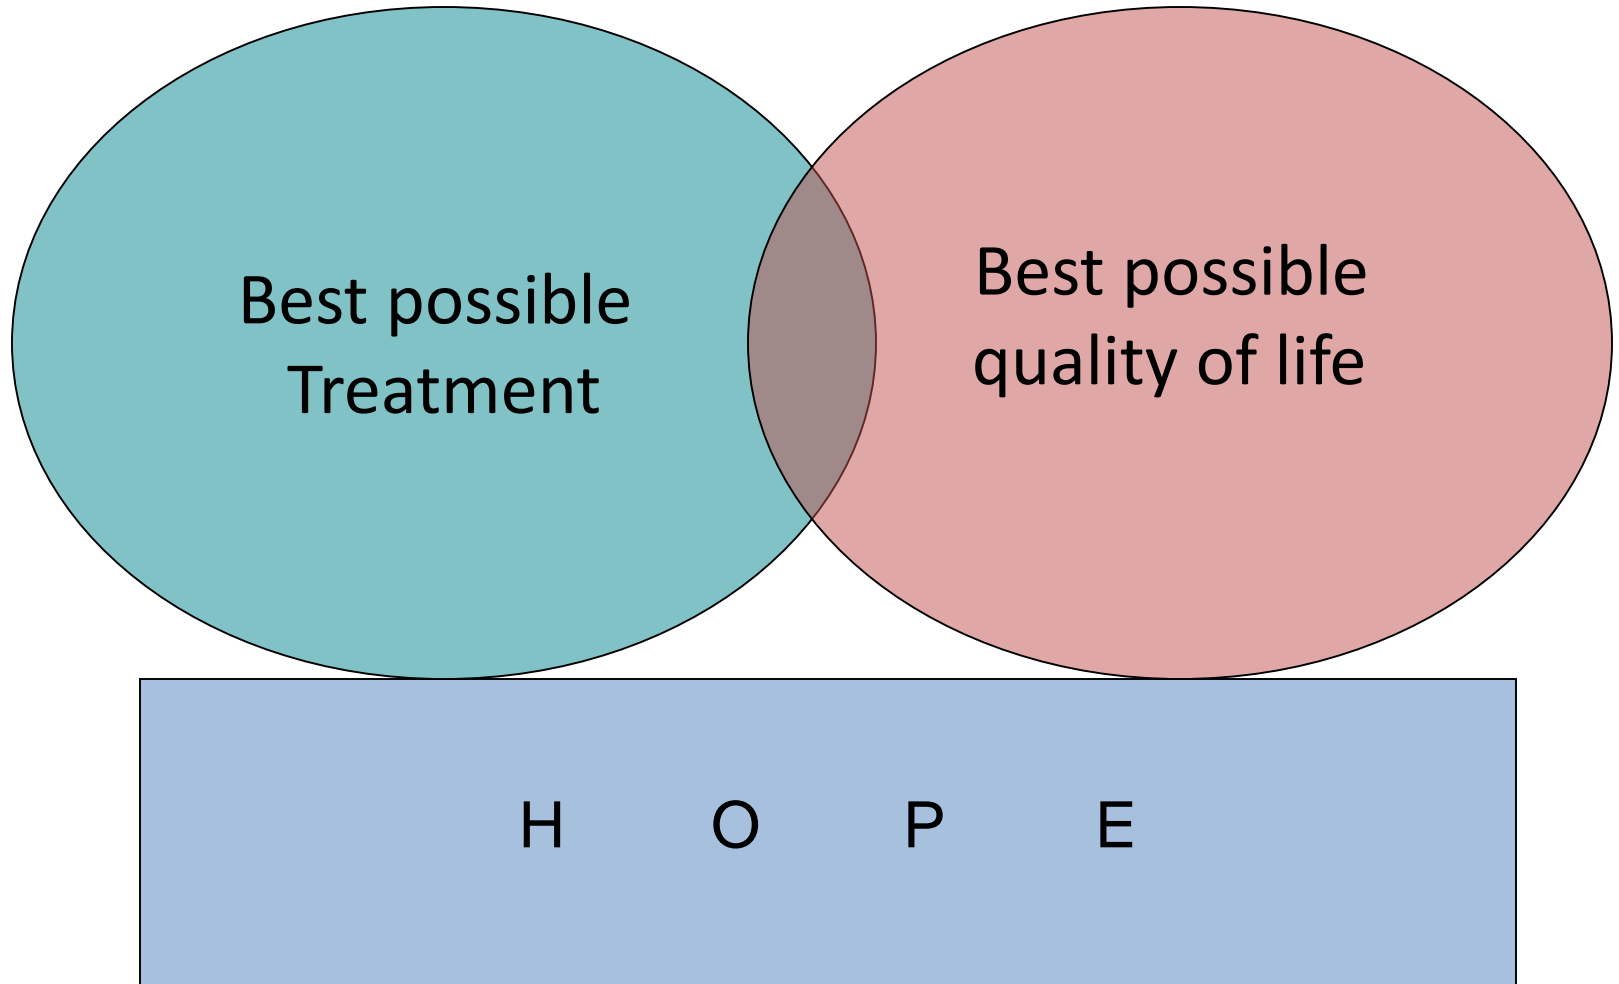 Best possible
Treatment
Best possible
quality of life
H O P E